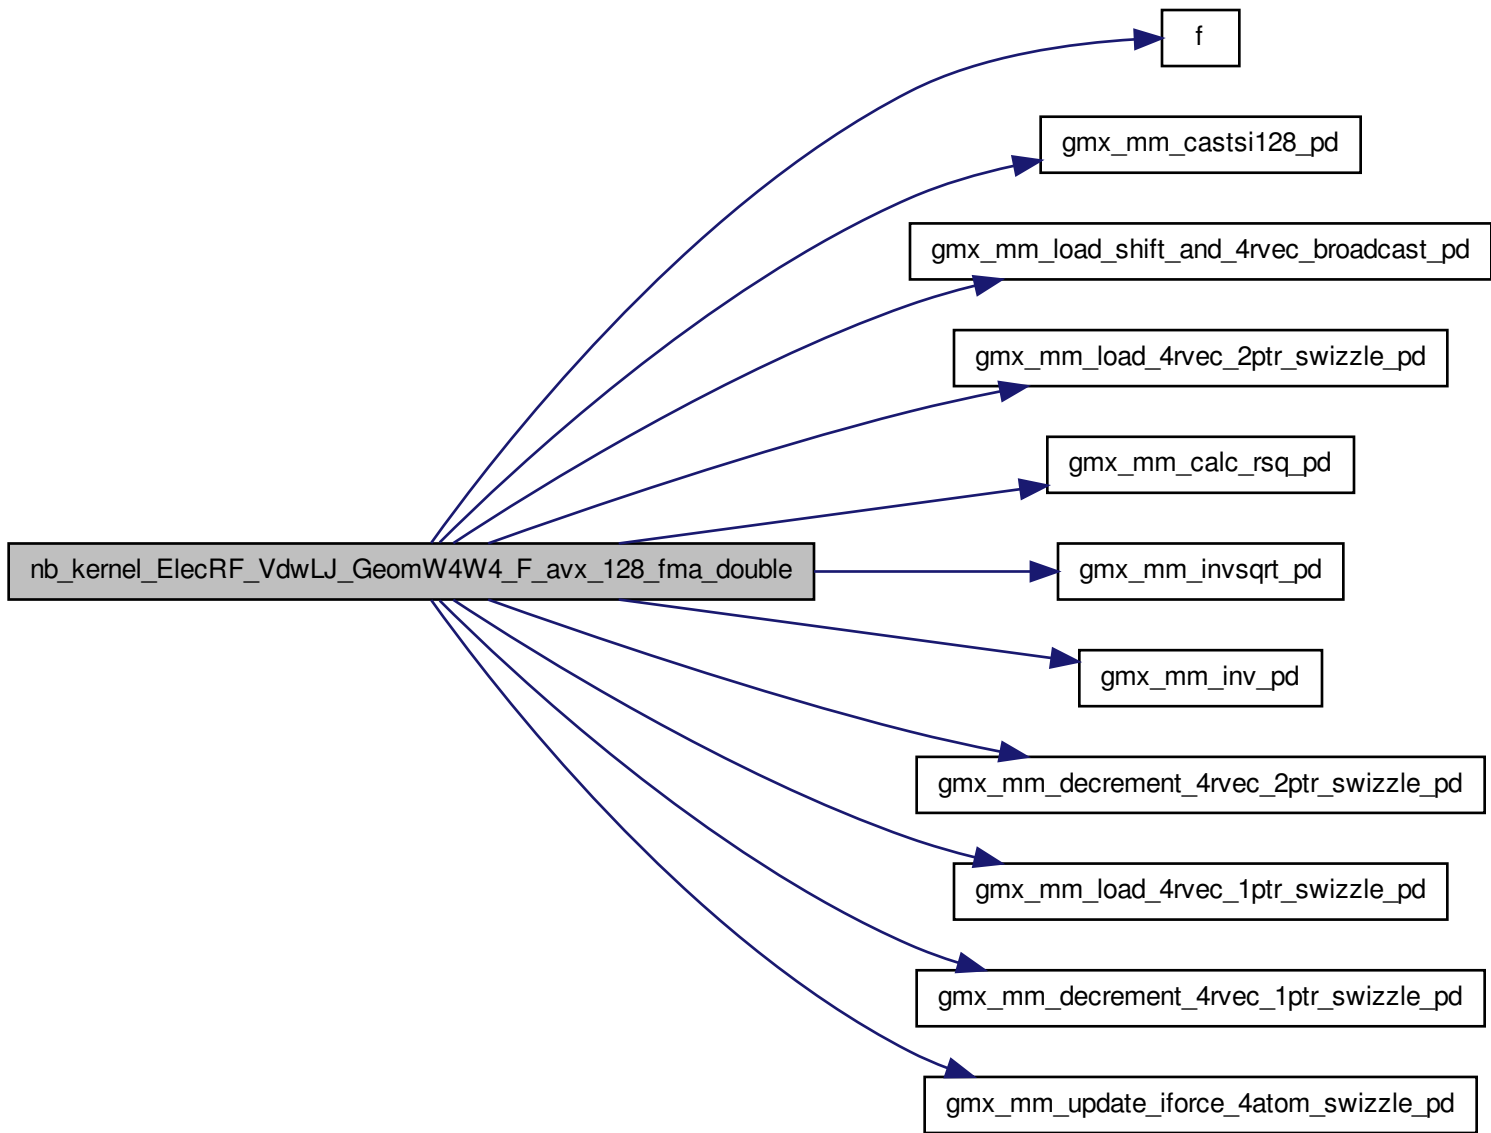 f
gmx_mm_castsi128_pd
gmx_mm_load_shift_and_4rvec_broadcast_pd
gmx_mm_load_4rvec_2ptr_swizzle_pd
gmx_mm_calc_rsq_pd
nb_kernel_ElecRF_VdwLJ_GeomW4W4_F_avx_128_fma_double
gmx_mm_invsqrt_pd
gmx_mm_inv_pd
gmx_mm_decrement_4rvec_2ptr_swizzle_pd
gmx_mm_load_4rvec_1ptr_swizzle_pd
gmx_mm_decrement_4rvec_1ptr_swizzle_pd
gmx_mm_update_iforce_4atom_swizzle_pd